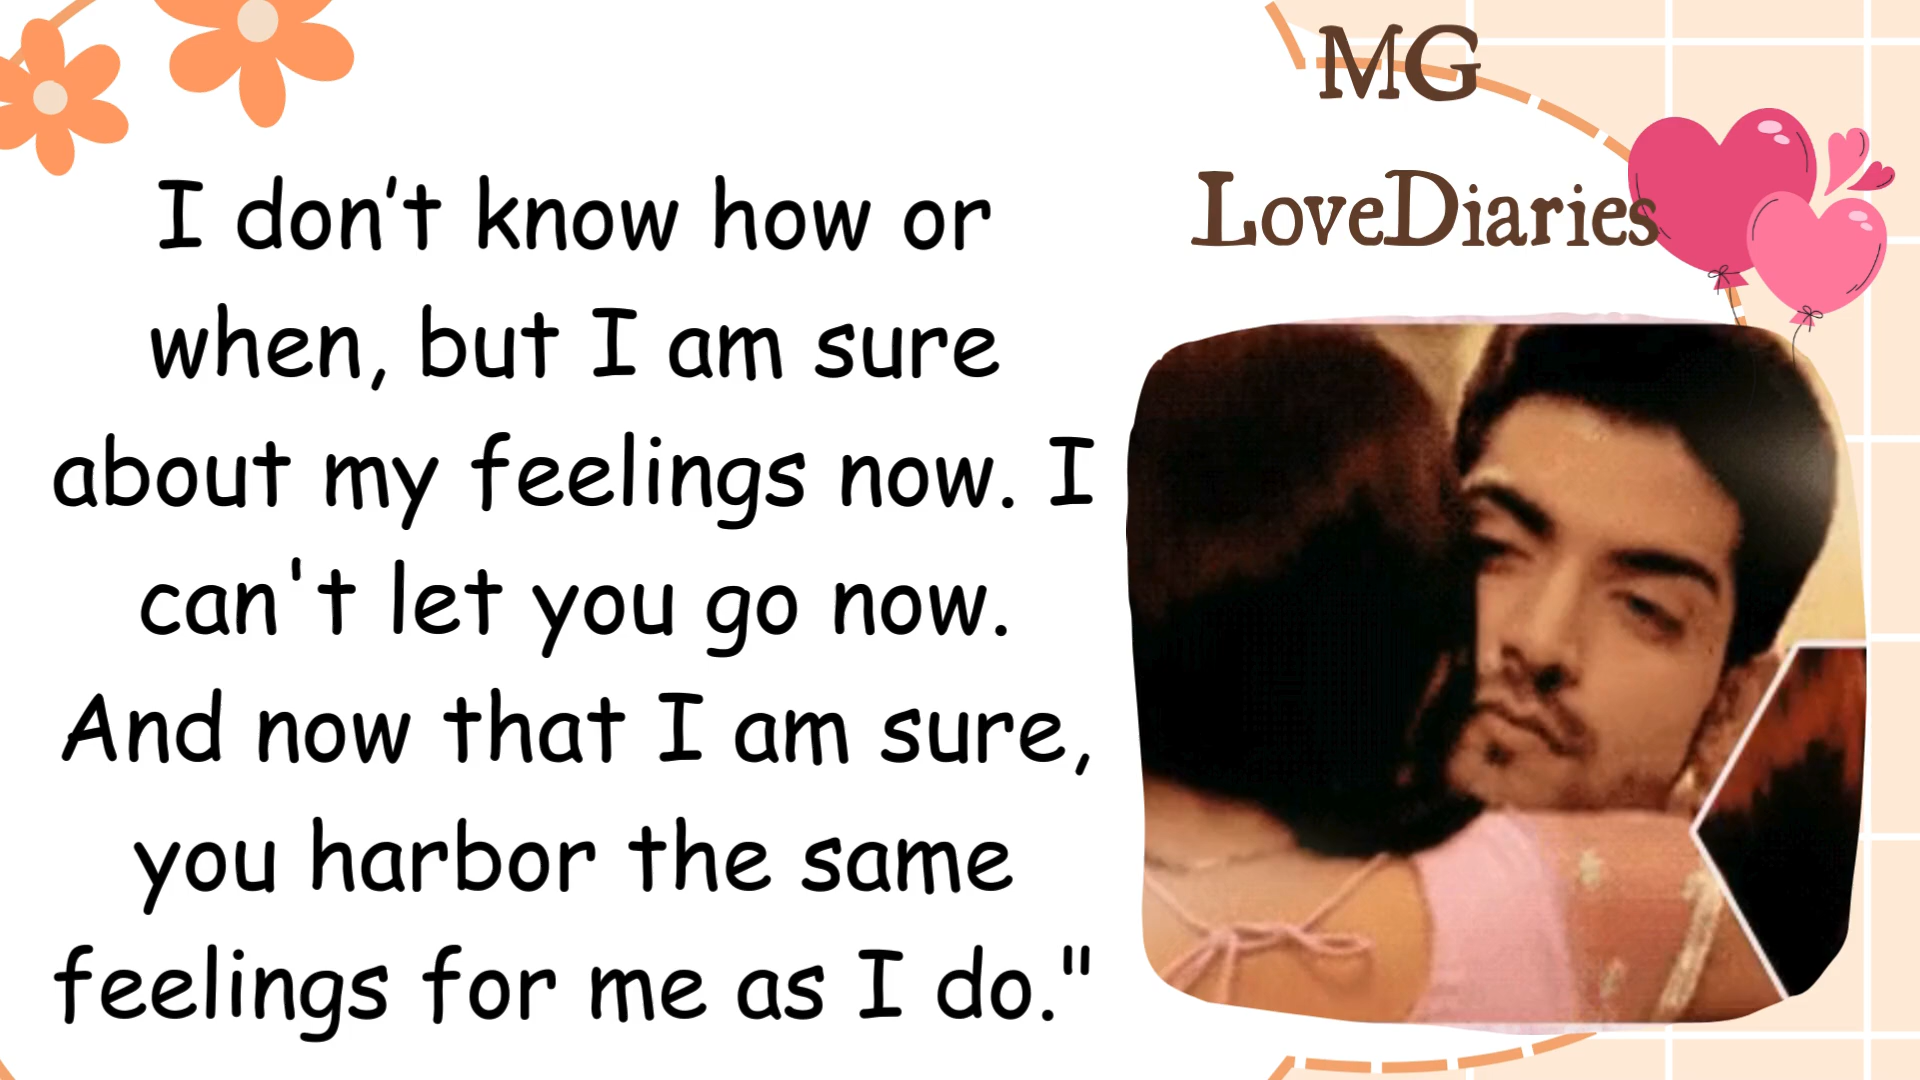 MG
LoveDiaries
I don’t know how or
when, but I am sure
about my feelings now. I
can't let you go now.
And now that I am sure,
you harbor the same
feelings for me as I do."